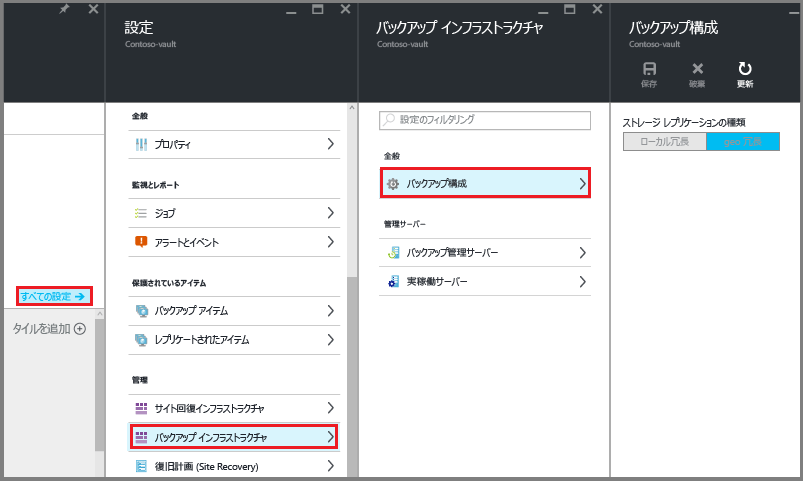 すべての設定 →
タイルを追加
設定
Contoso-vault
全般
プロパティ
監視とレポート
ジョブ
アラートとイベント
保護されているアイテム
バックアップ アイテム
レプリケートされたアイテム
管理
サイト回復インフラストラクチャ
バックアップ インフラストラクチャ
復旧計画 (Site Recovery)
バックアップ インフラストラクチャ
Contoso-vault
設定のフィルタリング
全般
バックアップ構成
管理サーバー
バックアップ管理サーバー
実稼働サーバー
バックアップ構成
Contoso-vault
保存 破棄 更新
ストレージ レプリケーションの種類
ローカル冗長 geo 冗長